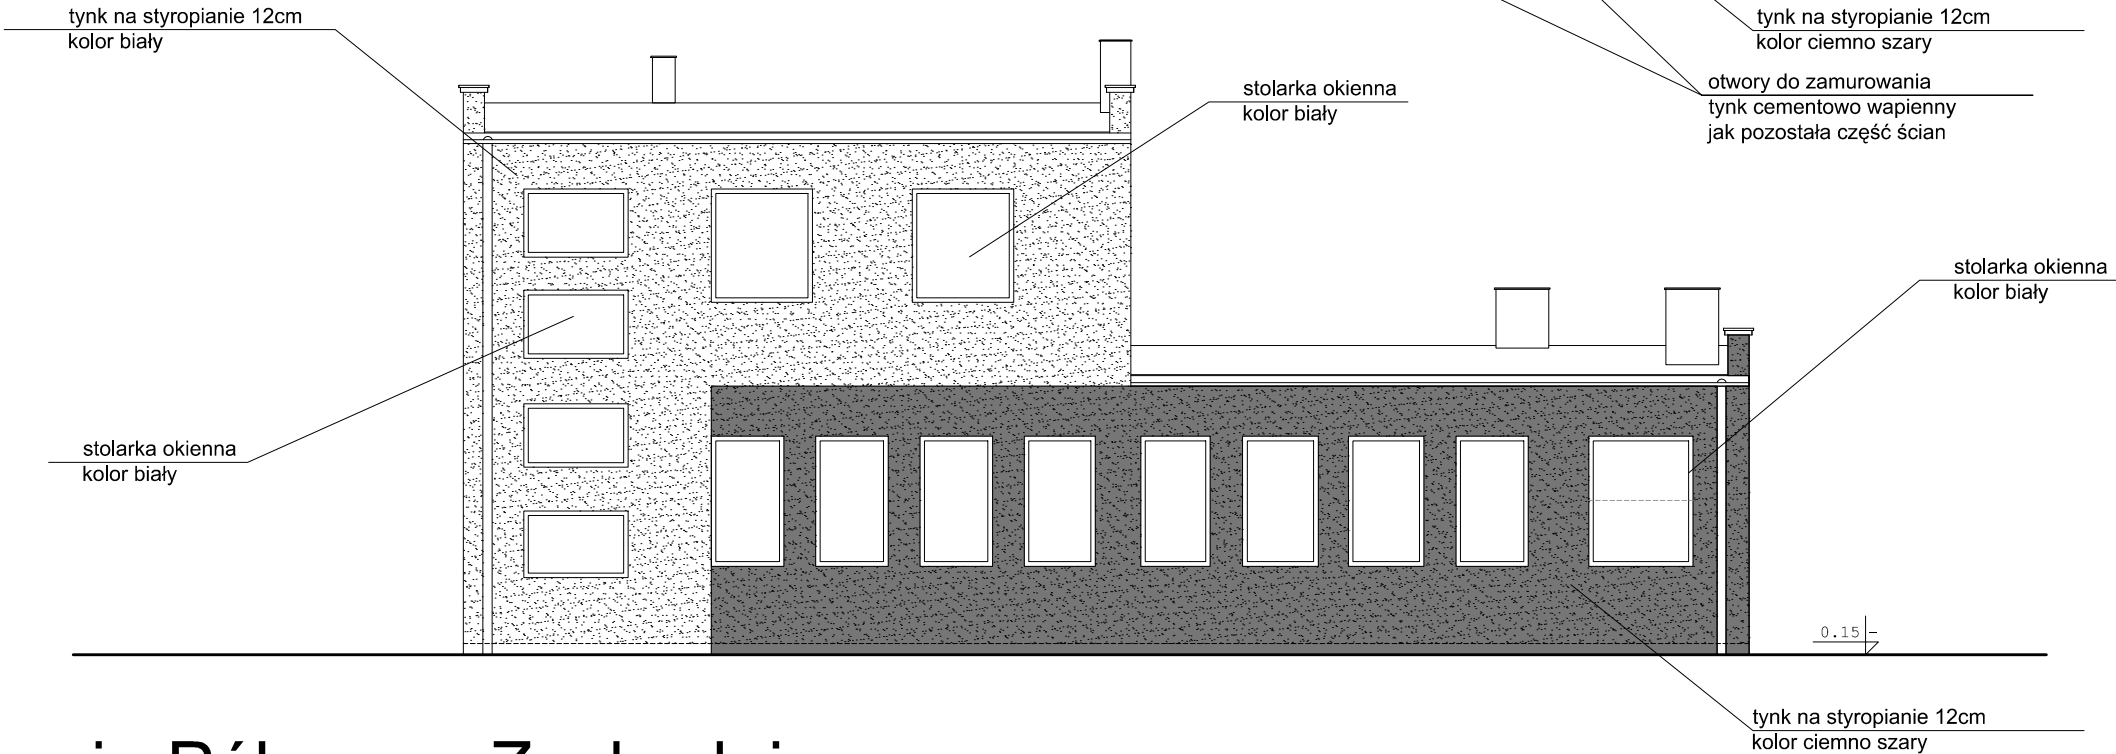 tynk na styropianie 12cm
kolor biały
tynk na styropianie 12cm
kolor ciemno szary
otwory do zamurowania
tynk cementowo wapienny
jak pozostała część ścian
stolarka okienna
kolor biały
stolarka okienna
kolor biały
stolarka okienna
kolor biały
0.15
tynk na styropianie 12cm
kolor ciemno szary